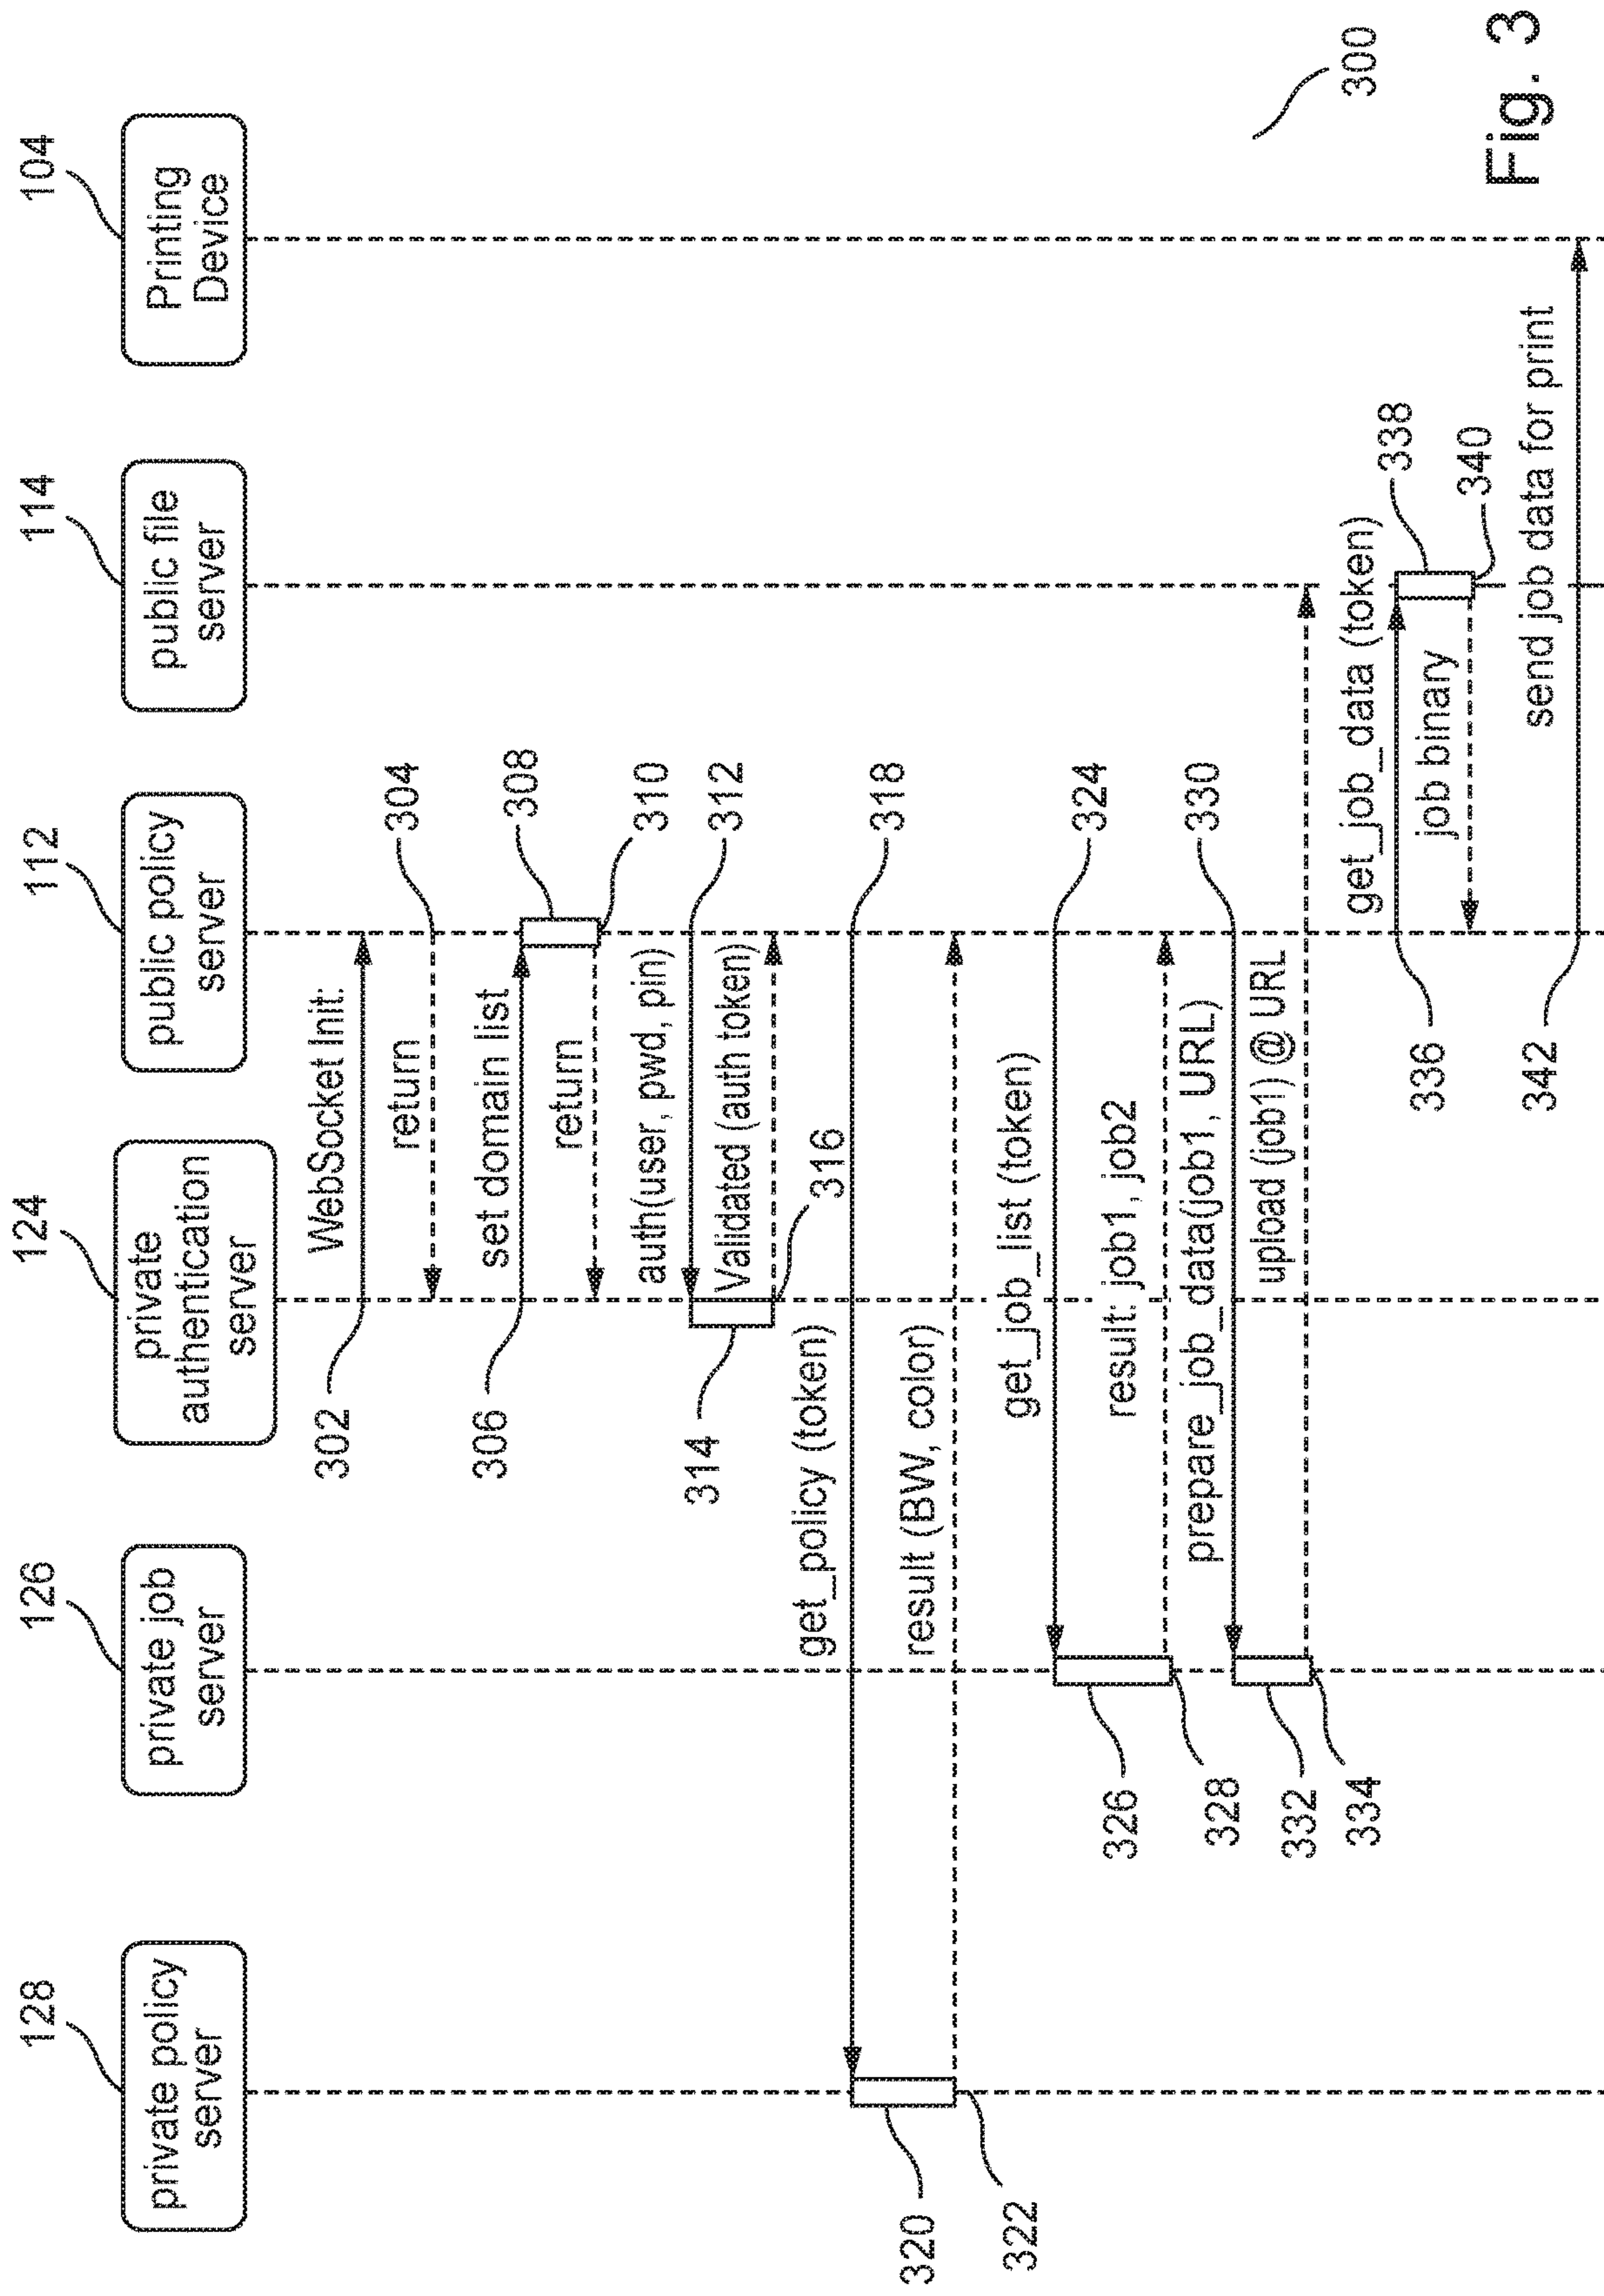 128
126
124
112
114
104
private policy
server
private job
server
private
authentication
server
public policy
server
public file
server
Printing
Device
302
WebSocket Init:
return
304
306
set domain list
308
return
310
auth(user, pwd, pin)
312
314
Validated (auth token)
316
get_policy (token)
318
320
result (BW, color)
322
get_job_list (token)
324
326
result: job1, job2
328
prepare_job_data(job1, URL)
330
332
upload (job1) @ URL
334
get_job_data (token)
336
338
job binary
340
send job data for print
342
300
Fig. 3